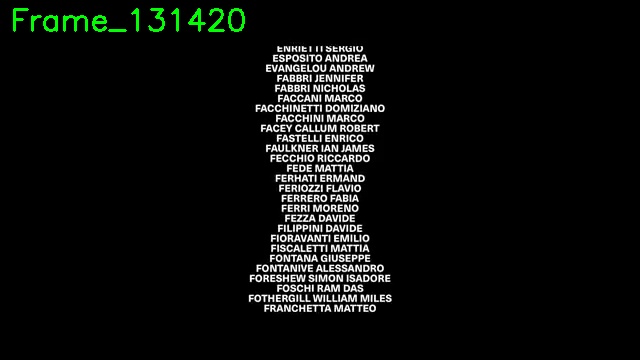 Frame_131420
ENRIETTI SERGIO
ESPOSITO ANDREA
EVANGELOU ANDREW
FABBRI JENNIFER
FABBRI NICHOLAS
FACCANI MARCO
FACCHINETTI DOMIZIANO
FACCHINI MARCO
FACEY CALLUM ROBERT
FASTELLI ENRICO
FAULKNER IAN JAMES
FECCHIO RICCARDO
FEDE MATTIA
FERHATI ERMAND
FERIOZZI FLAVIO
FERRERO FABIA
FERRI MORENO
FEZZA DAVIDE
FILIPPINI DAVIDE
FIORAVANTI EMILIO
FISCALETTI MATTIA
FONTANA GIUSEPPE
FONTANIVE ALESSANDRO
FORESHEW SIMON ISADORE
FOSCHI RAM DAS
FOTHERGILL WILLIAM MILES
FRANCHETTA MATTEO